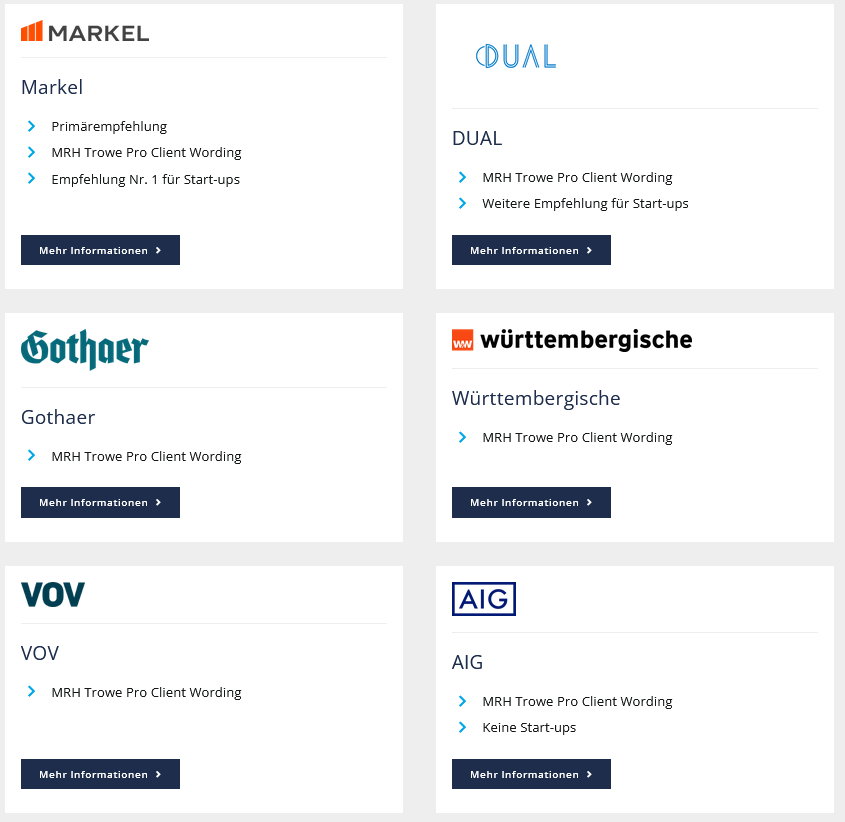 MARKEL
Markel
Primärempfehlung
MRH Trowe Pro Client Wording
Empfehlung Nr. 1 für Start-ups
Mehr Informationen
DUAL
DUAL
MRH Trowe Pro Client Wording
Weitere Empfehlung für Start-ups
Mehr Informationen
Gothaer
Gothaer
MRH Trowe Pro Client Wording
Mehr Informationen
ww württembergische
Württembergische
MRH Trowe Pro Client Wording
Mehr Informationen
VOV
VOV
MRH Trowe Pro Client Wording
Mehr Informationen
AIG
AIG
MRH Trowe Pro Client Wording
Keine Start-ups
Mehr Informationen